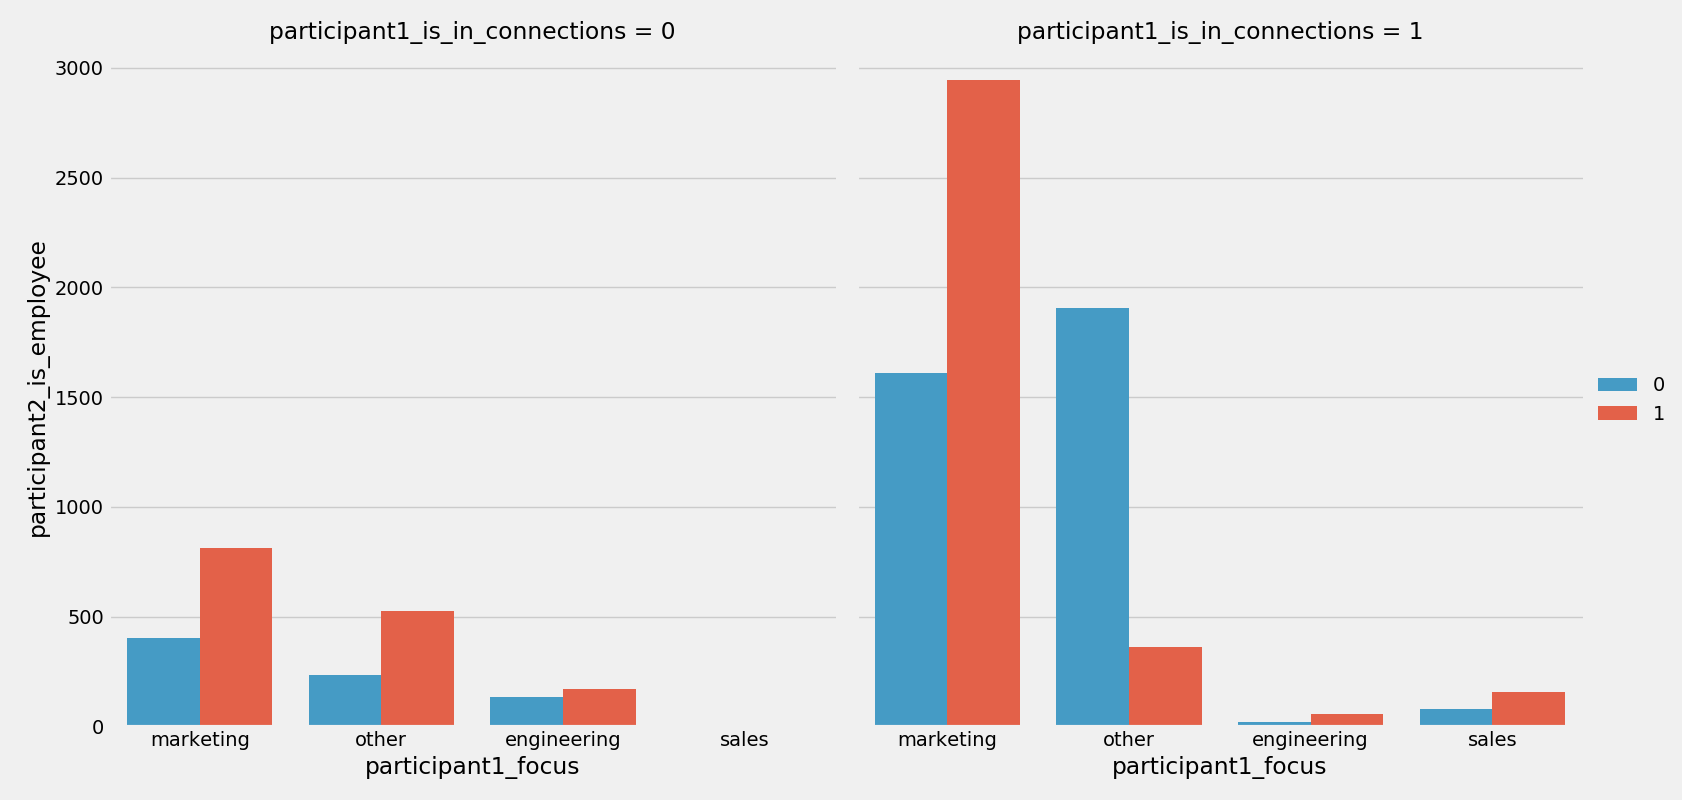 participant1_is_in_connections = 0
participant1_is_in_connections = 1
participant2_is_employee
3000
2500
2000
1500
1000
500
0
marketing other engineering sales
marketing other engineering sales
participant1_focus
participant1_focus
0
1